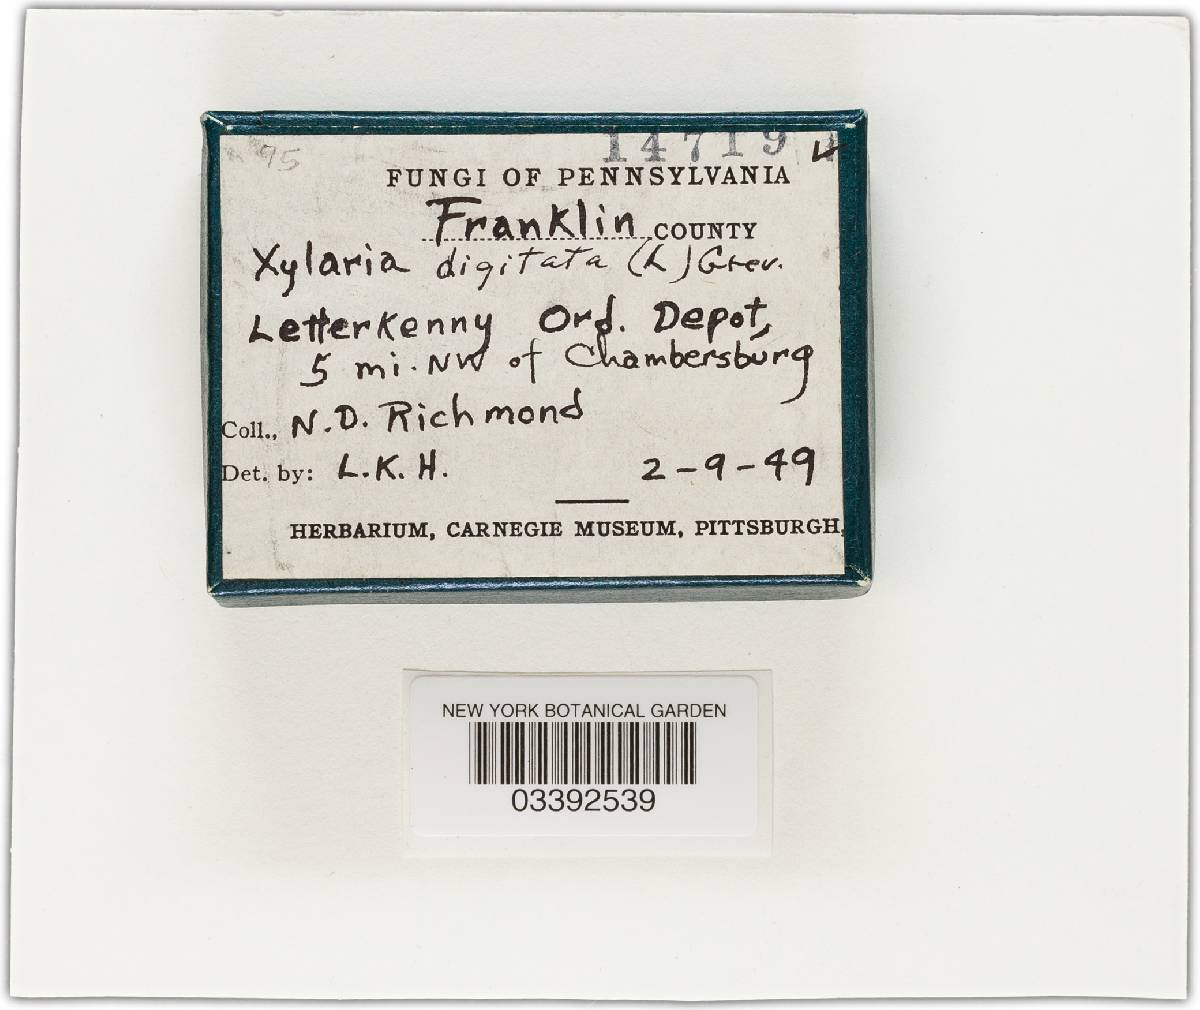 95
14719
FUNGI OF PENNSYLVANIA
Franklin COUNTY
Xylaria digitata (L) Grev.
Letterkenny Ord. Depot,
5 mi. NW of Chambersburg
Coll., N.D. Richmond
Det. by: L.K.H. 2-9-49
HERBARIUM, CARNEGIE MUSEUM, PITTSBURGH,
NEW YORK BOTANICAL GARDEN
03392539